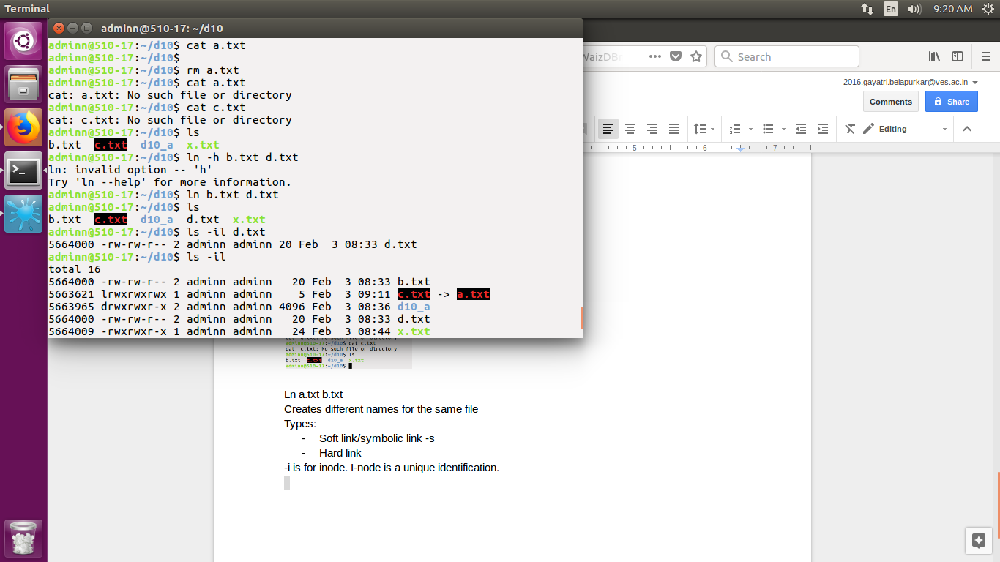 Terminal
En
9:20 AM
adminn@510-17: ~/d10
adminn@510-17:~/d10$ cat a.txt
adminn@510-17:~/d10$
adminn@510-17:~/d10$ rm a.txt
adminn@510-17:~/d10$ cat a.txt
cat: a.txt: No such file or directory
adminn@510-17:~/d10$ cat c.txt
cat: c.txt: No such file or directory
adminn@510-17:~/d10$ ls
b.txt  c.txt  d10_a  x.txt
adminn@510-17:~/d10$ ln -h b.txt d.txt
ln: invalid option -- 'h'
Try 'ln --help' for more information.
adminn@510-17:~/d10$ ln b.txt d.txt
adminn@510-17:~/d10$ ls
b.txt  c.txt  d10_a  d.txt  x.txt
adminn@510-17:~/d10$ ls -il d.txt
5664000 -rw-rw-r-- 2 adminn adminn 20 Feb  3 08:33 d.txt
adminn@510-17:~/d10$ ls -il
total 16
5664000 -rw-rw-r-- 2 adminn adminn   20 Feb  3 08:33 b.txt
5663621 lrwxrwxrwx 1 adminn adminn    5 Feb  3 09:11 c.txt -> a.txt
5663965 drwxrwxr-x 2 adminn adminn 4096 Feb  3 08:36 d10_a
5664000 -rw-rw-r-- 2 adminn adminn   20 Feb  3 08:33 d.txt
5664009 -rwxrwxr-x 1 adminn adminn   24 Feb  3 08:44 x.txt
Search
2016.gayatri.belapurkar@ves.ac.in
Comments
Share
Editing
5 6 7
adminn@510-17:~/d10$ cat c.txt
cat: c.txt: No such file or directory
adminn@510-17:~/d10$ ls
b.txt  c.txt  d10_a  x.txt
adminn@510-17:~/d10$
Ln a.txt b.txt
Creates different names for the same file
Types:
- Soft link/symbolic link -s
- Hard link
-i is for inode. I-node is a unique identification.